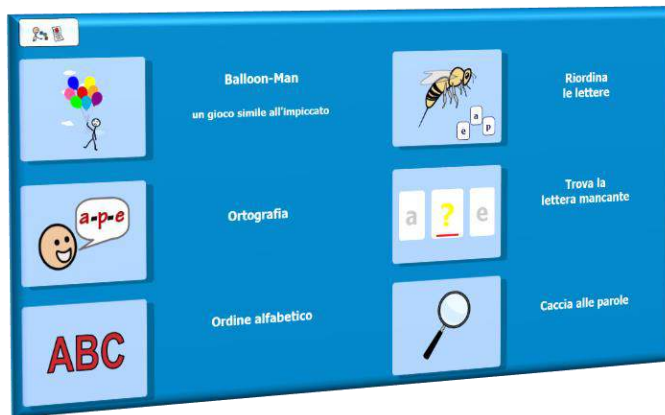 Balloon-Man
un gioco simile all'impiccato
Riordina
le lettere
e
a
p
a-p-e
Ortografia
a
?
e
Trova la
lettera mancante
ABC
Ordine alfabetico
Caccia alle parole